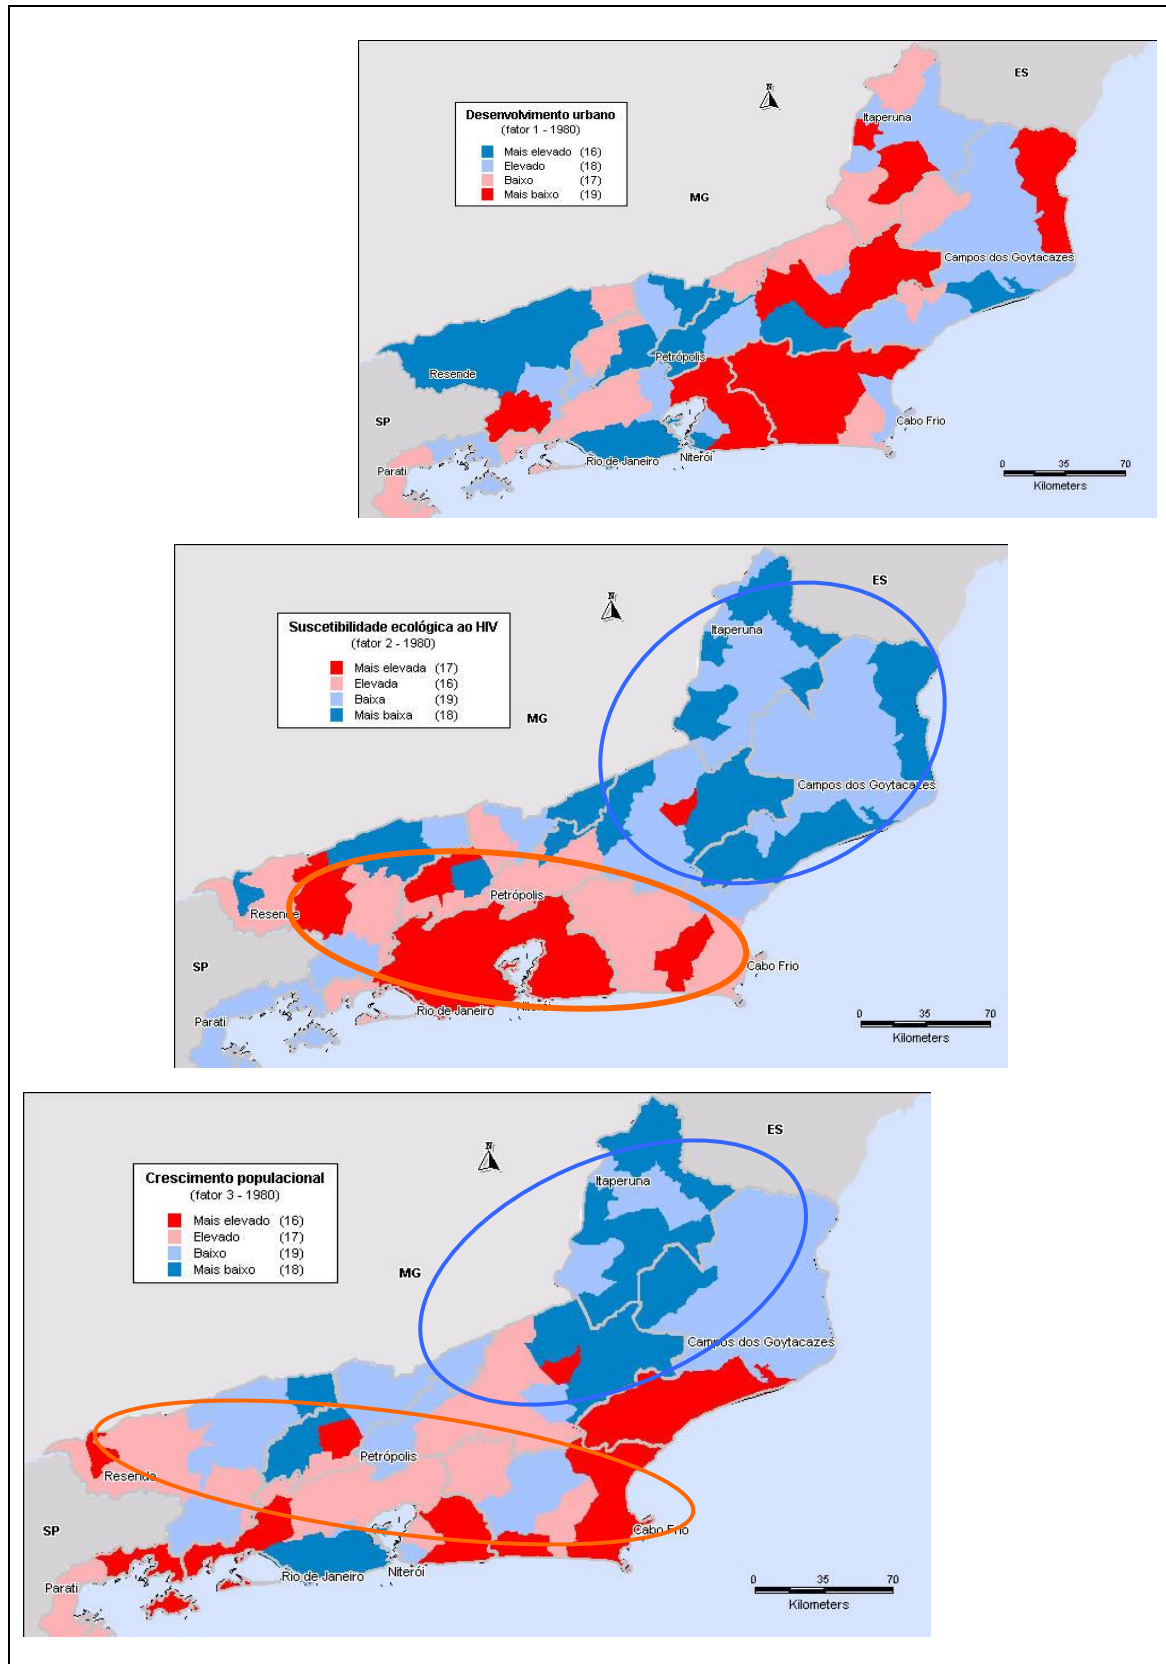 ES
N
Desenvolvimento urbano
(fator 1 - 1980)
Mais elevado (16)
Elevado (18)
Baixo (17)
Mais baixo (19)
Itaperuna
MG
Campos dos Goytacazes
Petrópolis
Resende
SP
Cabo Frio
Parati
Rio de Janeiro
Niterói
0 35 70
Kilometers
ES
N
Suscetibilidade ecológica ao HIV
(fator 2 - 1980)
Mais elevada (17)
Elevada (16)
Baixa (19)
Mais baixa (18)
Itaperuna
MG
Campos dos Goytacazes
Petrópolis
Resende
SP
Cabo Frio
Parati
Rio de Janeiro
Niterói
0 35 70
Kilometers
ES
N
Crescimento populacional
(fator 3 - 1980)
Mais elevado (16)
Elevado (17)
Baixo (19)
Mais baixo (18)
Itaperuna
MG
Campos dos Goytacazes
Petrópolis
Resende
SP
Cabo Frio
Parati
Rio de Janeiro
Niterói
0 35 70
Kilometers